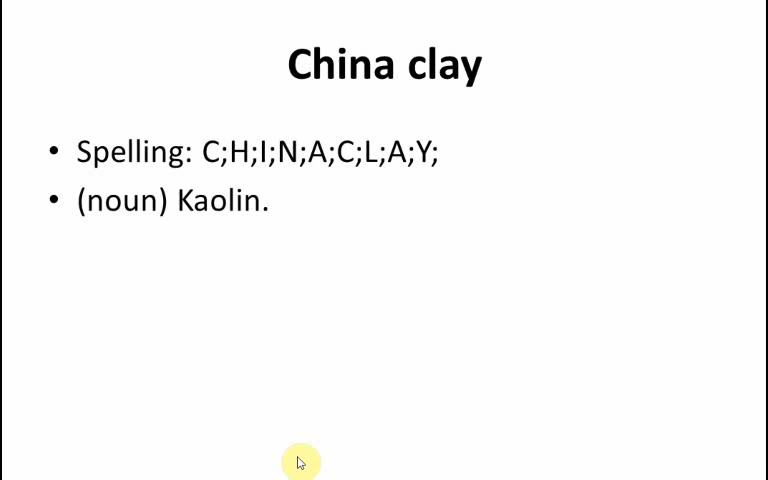 China clay
• Spelling: C;H;I;N;A;C;L;A;Y;
• (noun) Kaolin.